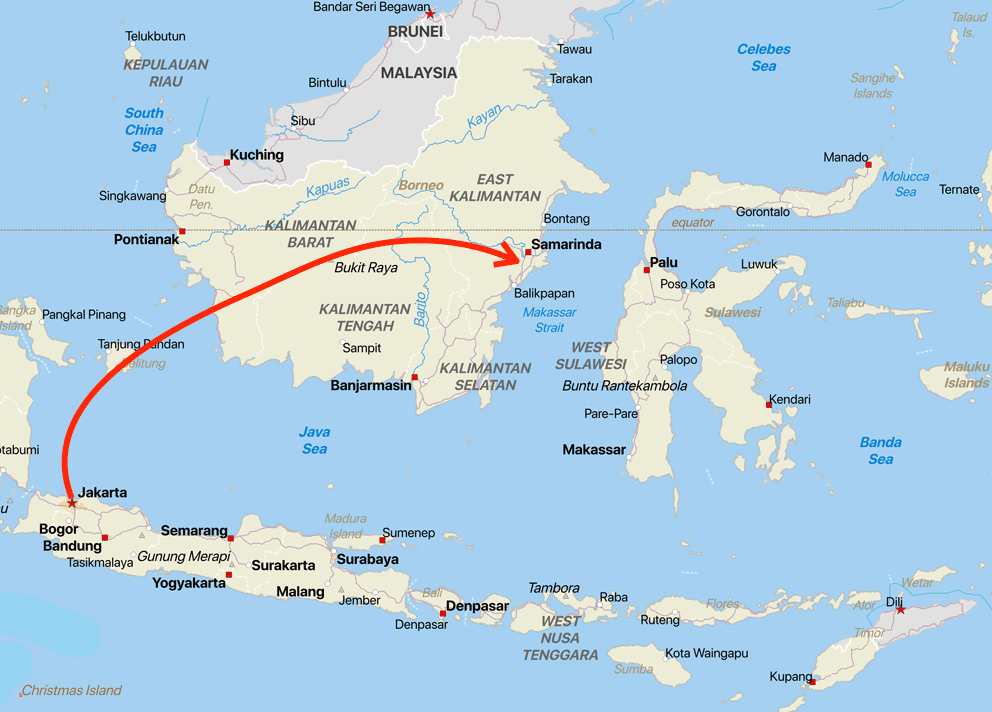 Bandar Seri Begawan
BRUNEI
Talaud
Is.
Telukbutun
KEPULAUAN
RIAU
MALAYSIA
Tawau
Celebes
Sea
Tarakan
Sangihe
Islands
Bintulu
South
China
Sea
Sibu
Kayan
Kuching
Manado
Molucca
Sea
Singkawang
Datu
Pen.
Kapuas
Borneo
EAST
KALIMANTAN
Ternate
Pontianak
KALIMANTAN
BARAT
Bontang
equator
Gorontalo
Samarinda
Bukit Raya
Palu
Luwuk
Poso Kota
Balikpapan
Makassar
Strait
Sulawesi
Taliabu
Pangkal Pinang
Island
KALIMANTAN
TENGAH
Barito
Tanjung Pandan
Belitung
Sampit
WEST
SULAWESI
Palopo
Maluku
Islands
Banjarmasin
KALIMANTAN
SELATAN
Buntu Rantekambola
Pare-Pare
Kendari
Java
Sea
Makassar
Banda
Sea
otabumi
Jakarta
Bogor
Bandung
Tasikmalaya
Semarang
Gunung Merapi
Madura
Island
Sumenep
Surabaya
Surakarta
Yogyakarta
Malang
Jember
Bali
Denpasar
Denpasar
Tambora
Raba
WEST
NUSA
TENGGARA
Ruteng
Flores
Alor
Wetar
Dili
Timor
Sumba
Kota Waingapu
Kupang
Christmas Island